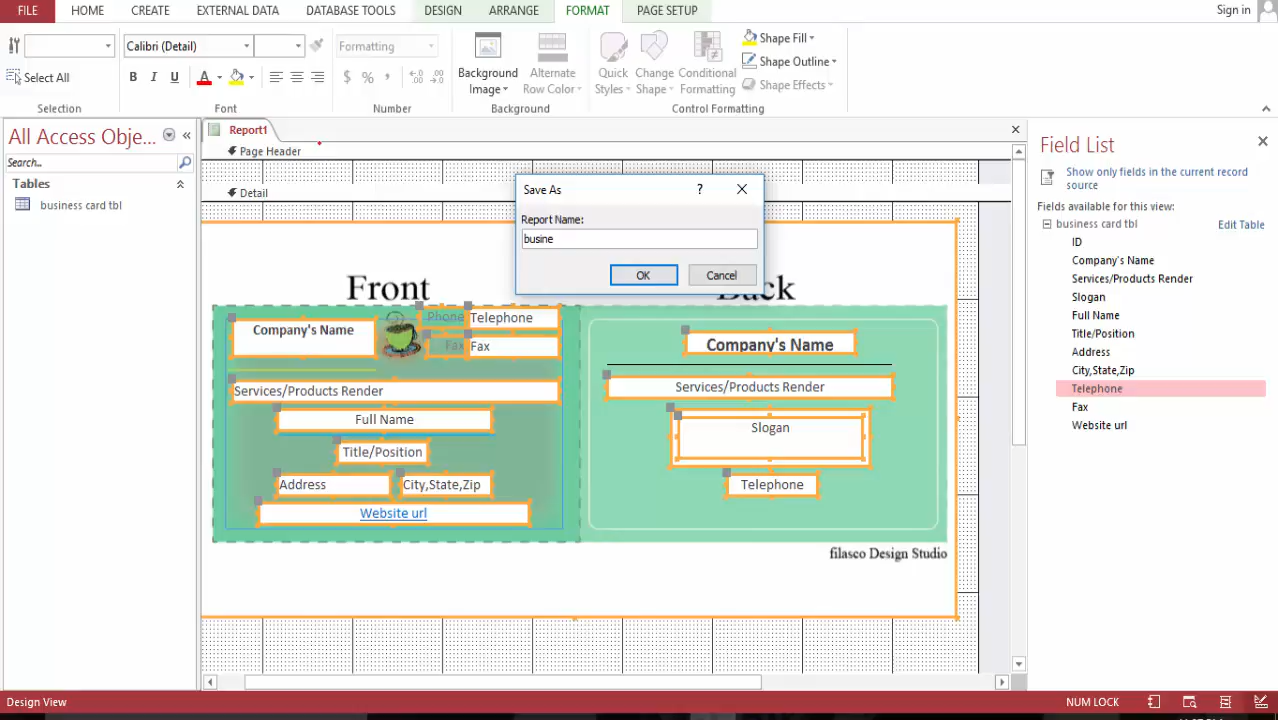 FILE HOME CREATE EXTERNAL DATA DATABASE TOOLS DESIGN ARRANGE FORMAT PAGE SETUP Sign in
Calibri (Detail) Formatting
Select All
B I U A $ % ,
Background Image
Alternate Row Color
Quick Styles
Change Shape
Conditional Formatting
Shape Fill
Shape Outline
Shape Effects
Selection Font Number Background Control Formatting
All Access Obje...
Search..
Tables
business card tbl
Report1
Page Header
Detail
Save As
Report Name:
busine
OK Cancel
Front Back
Company's Name
Phone Telephone
Fax Fax
Services/Products Render
Full Name
Title/Position
Address City,State,Zip
Website url
Company's Name
Services/Products Render
Slogan
Telephone
filasco Design Studio
Field List
Show only fields in the current record source
Fields available for this view:
business card tbl Edit Table
ID
Company's Name
Services/Products Render
Slogan
Full Name
Title/Position
Address
City,State,Zip
Telephone
Fax
Website url
Design View NUM LOCK